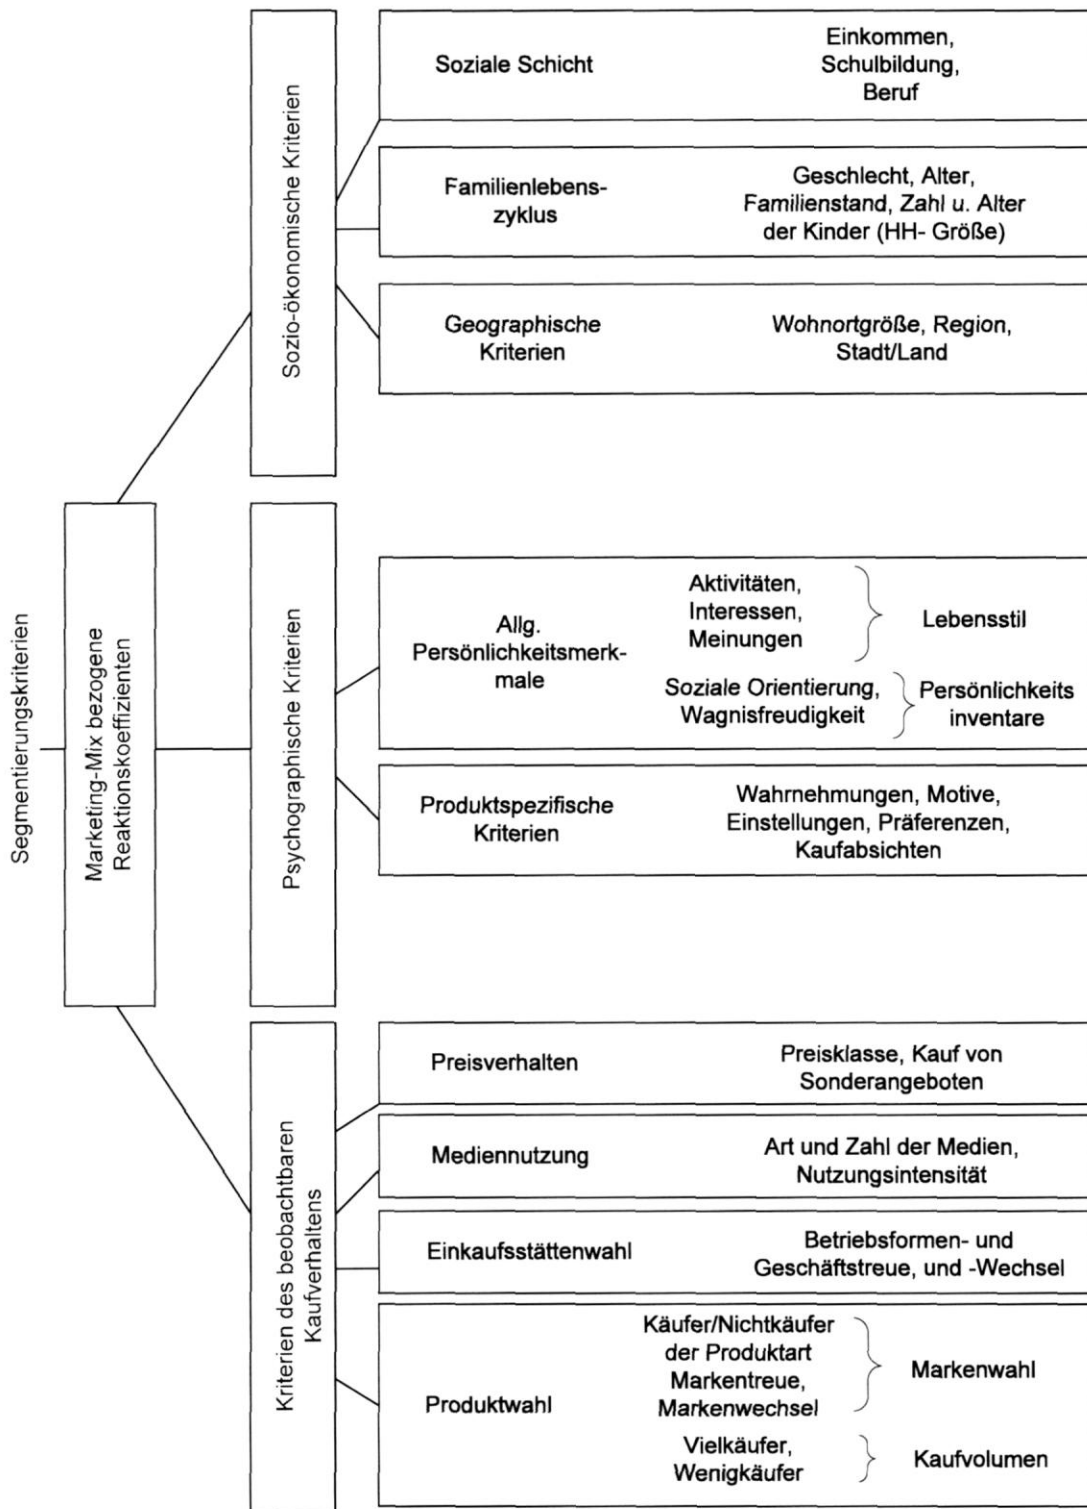 Segmentierungskriterien
Marketing-Mix bezogene
Reaktionskoeffizienten
Sozio-ökonomische Kriterien
Soziale Schicht
Einkommen,
Schulbildung,
Beruf
Familienlebens-
zyklus
Geschlecht, Alter,
Familienstand, Zahl u. Alter
der Kinder (HH- Größe)
Geographische
Kriterien
Wohnortgröße, Region,
Stadt/Land
Psychographische Kriterien
Allg.
Persönlichkeitsmerk-
male
Aktivitäten,
Interessen,
Meinungen
Lebensstil
Soziale Orientierung,
Wagnisfreudigkeit
Persönlichkeits
inventare
Produktspezifische
Kriterien
Wahrnehmungen, Motive,
Einstellungen, Präferenzen,
Kaufabsichten
Kriterien des beobachtbaren
Kaufverhaltens
Preisverhalten
Preisklasse, Kauf von
Sonderangeboten
Mediennutzung
Art und Zahl der Medien,
Nutzungsintensität
Einkaufsstättenwahl
Betriebsformen- und
Geschäftstreue, und -Wechsel
Produktwahl
Käufer/Nichtkäufer
der Produktart
Markentreue,
Markenwechsel
Markenwahl
Vielkäufer,
Wenigkäufer
Kaufvolumen